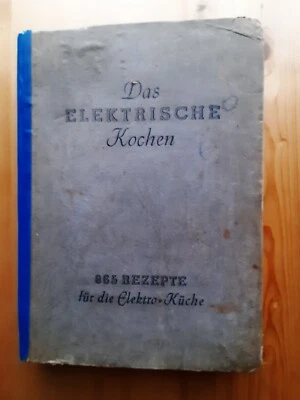 Das
ELEKTRISCHE
Kochen
865 REZEPTE
für die Elektro-Küche